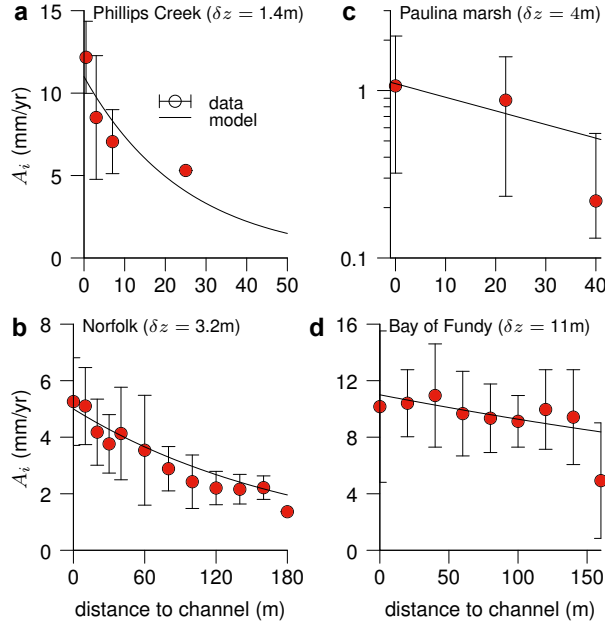 a Phillips Creek (δz = 1.4m)
15
10
5
0
A_i (mm/yr)
data
model
0 10 20 30 40 50
c Paulina marsh (δz = 4m)
1
0.1
0 20 40
b Norfolk (δz = 3.2m)
8
6
4
2
0
A_i (mm/yr)
0 60 120 180
distance to channel (m)
d Bay of Fundy (δz = 11m)
16
12
8
4
0
0 50 100 150
distance to channel (m)